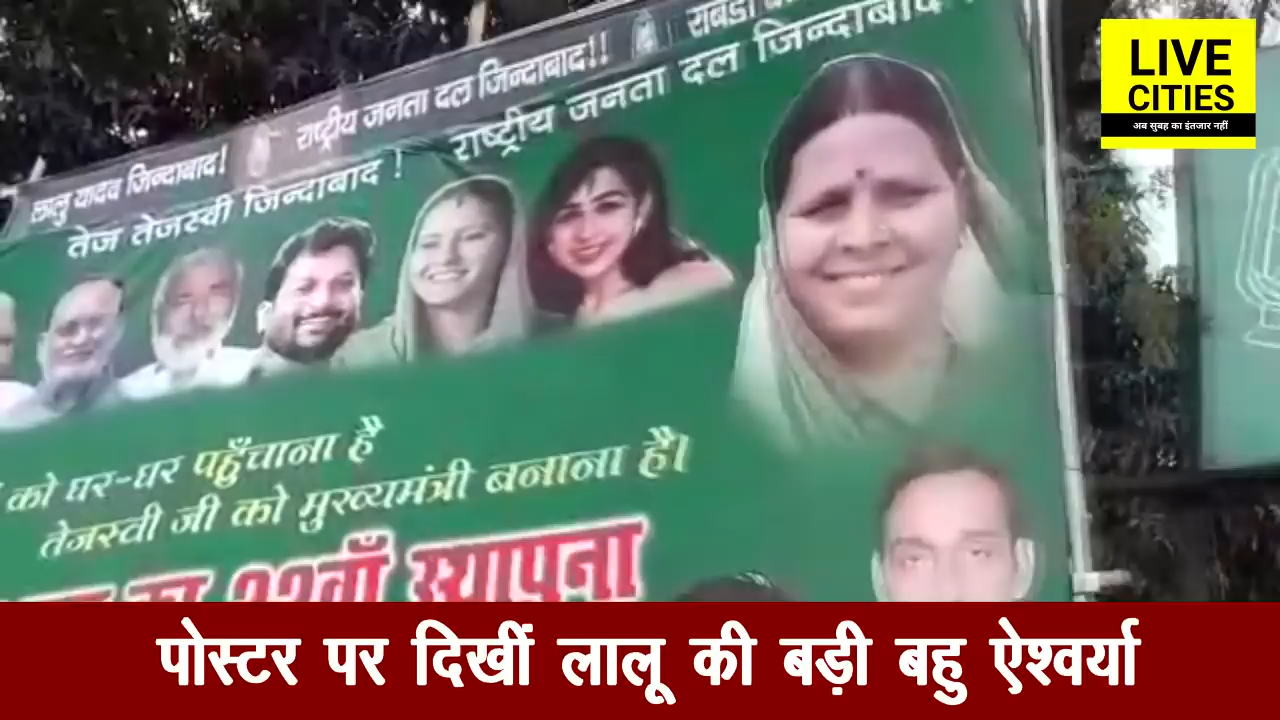 राबडी
लालु यादव जिन्दाबाद! राष्ट्रीय जनता दल जिन्दाबाद!!
तेज तेजस्वी जिन्दाबाद ! राष्ट्रीय जनता दल जिन्दाबाद
LIVE
CITIES
अब सुबह का इंतजार नहीं
को घर-घर पहुँचाना है
तेजस्वी जी को मुख्यमंत्री बनाना है।
22वाँ स्थापना
पोस्टर पर दिखीं लालू की बड़ी बहु ऐश्वर्या